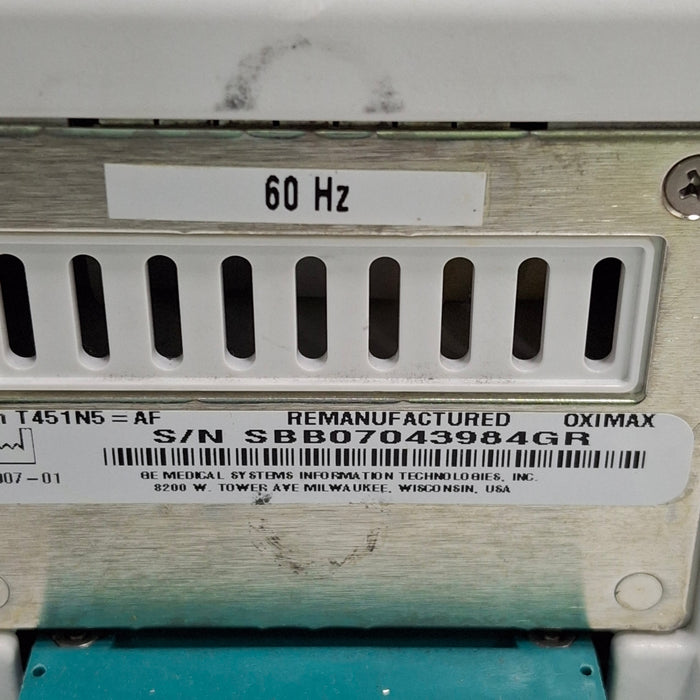 60 Hz
T451N5 = AF REMANUFACTURED OXIMAX
S/N SBB07043984GR
007-01
GE MEDICAL SYSTEMS INFORMATION TECHNOLOGIES, INC.
8200 W. TOWER AVE MILWAUKEE, WISCONSIN, USA